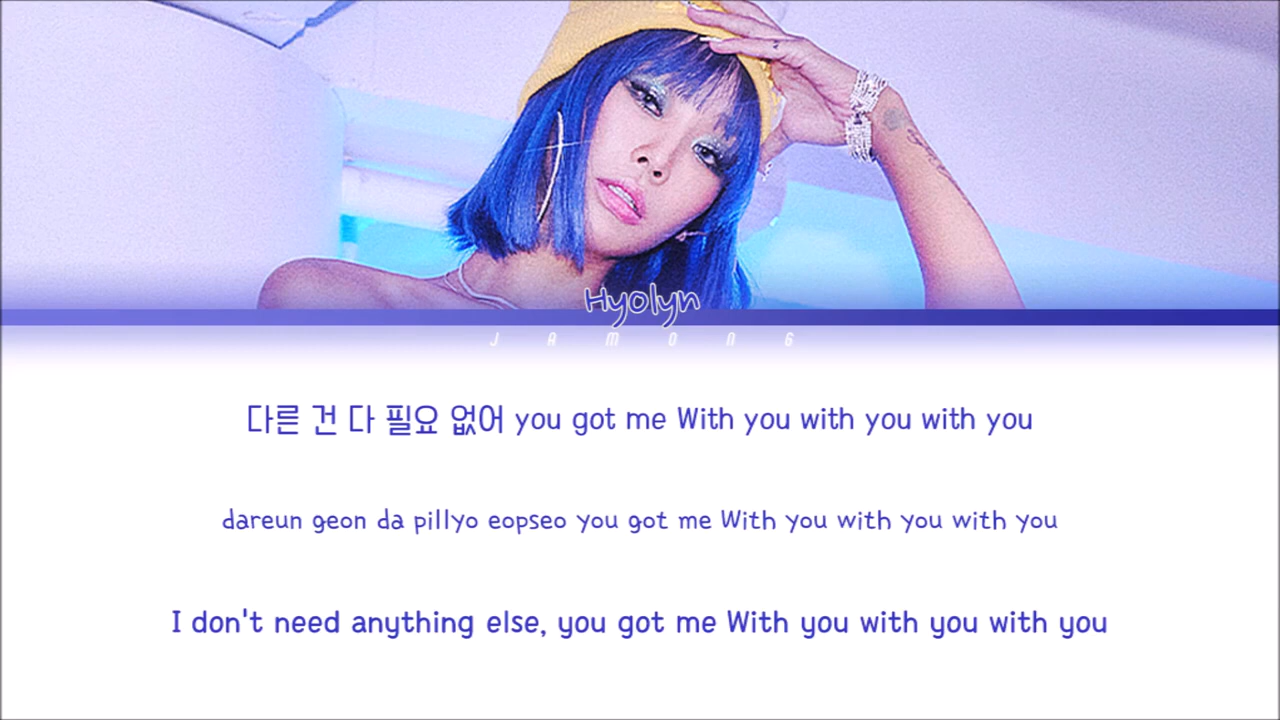 Hyolyn
JAMONG
다른 건 다 필요 없어 you got me With you with you with you
dareun geon da pillyo eopseo you got me With you with you with you
I don't need anything else, you got me With you with you with you